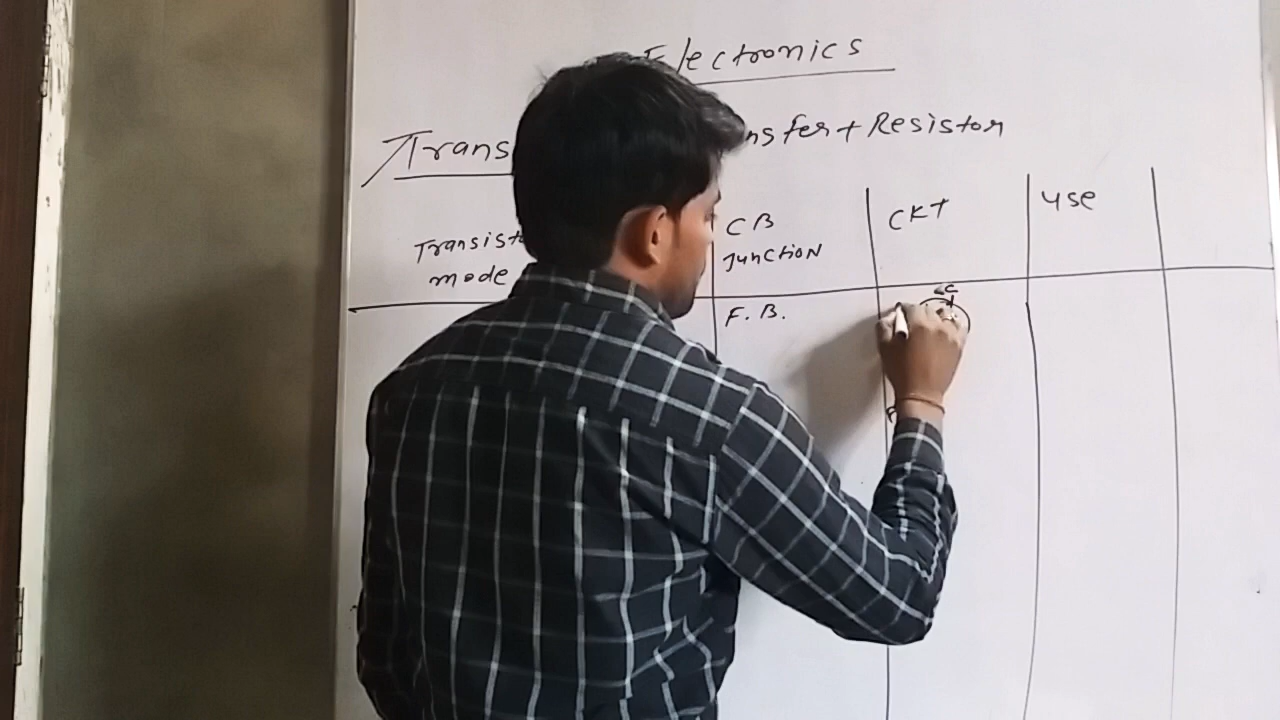 Electronics
Trans nsfer + Resistor
Transist mode
CB Junction
CKT
Use
F.B.
C